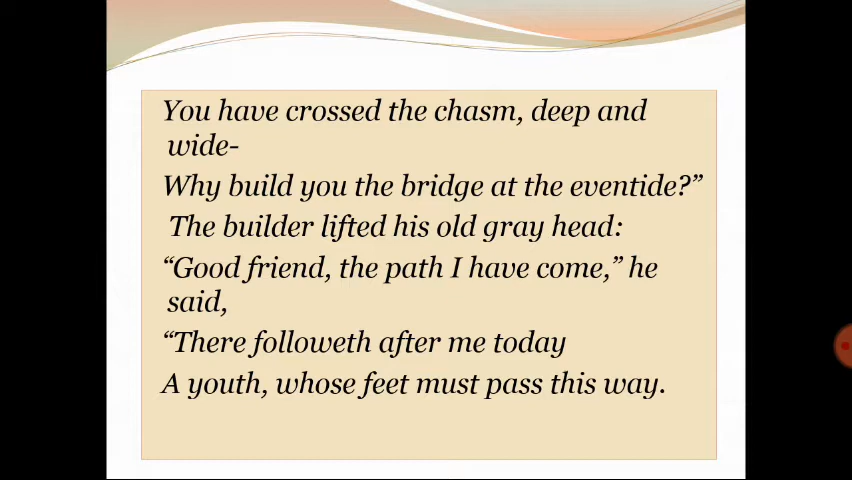 You have crossed the chasm, deep and
wide-
Why build you the bridge at the eventide?”
The builder lifted his old gray head:
“Good friend, the path I have come,” he
said,
“There followeth after me today
A youth, whose feet must pass this way.